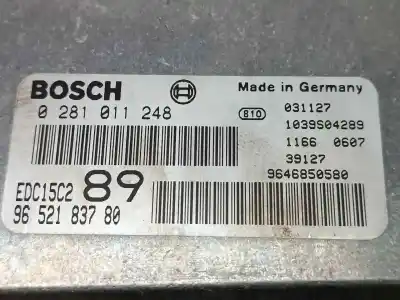 BOSCH
Made in Germany
0 281 011 248
B10
031127
1039S04289
1166 0607
39127
9646850580
EDC15C2
89
96 521 837 80